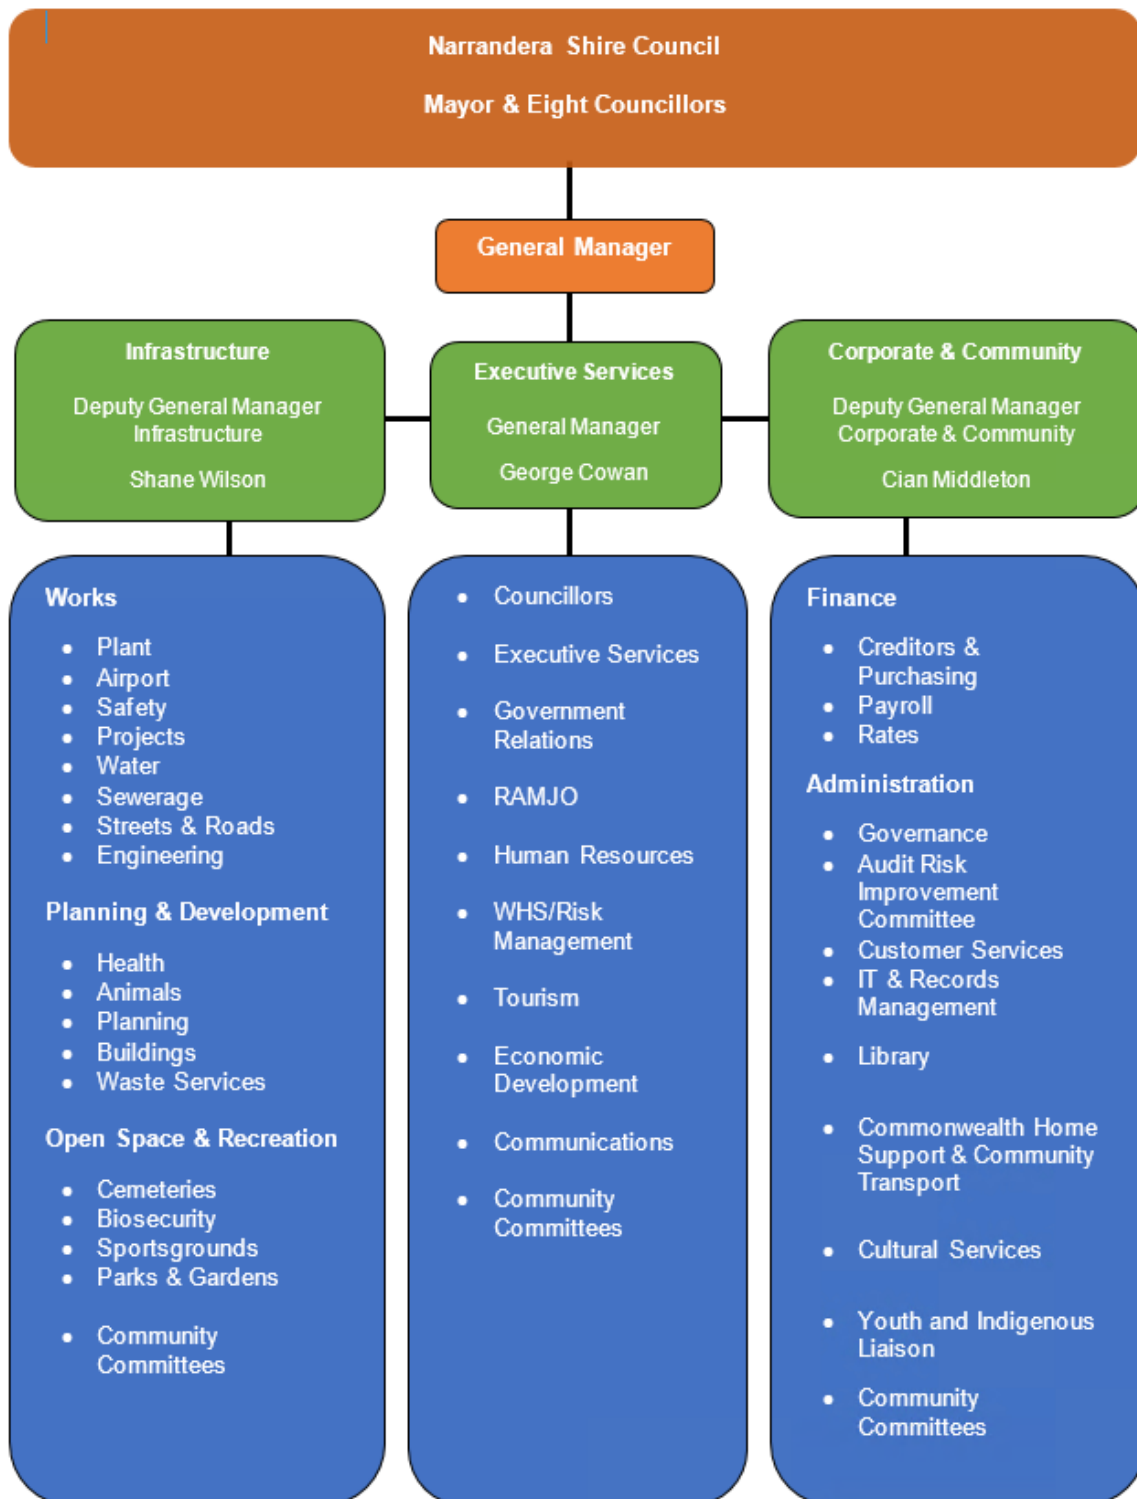 Narrandera Shire Council
Mayor & Eight Councillors
General Manager
Infrastructure
Deputy General Manager
Infrastructure
Shane Wilson
Executive Services
General Manager
George Cowan
Corporate & Community
Deputy General Manager
Corporate & Community
Cian Middleton
Works
• Plant
• Airport
• Safety
• Projects
• Water
• Sewerage
• Streets & Roads
• Engineering
Planning & Development
• Health
• Animals
• Planning
• Buildings
• Waste Services
Open Space & Recreation
• Cemeteries
• Biosecurity
• Sportsgrounds
• Parks & Gardens
• Community
Committees
• Councillors
• Executive Services
• Government
Relations
• RAMJO
• Human Resources
• WHS/Risk
Management
• Tourism
• Economic
Development
• Communications
• Community
Committees
Finance
• Creditors &
Purchasing
• Payroll
• Rates
Administration
• Governance
• Audit Risk
Improvement
Committee
• Customer Services
• IT & Records
Management
• Library
• Commonwealth Home
Support & Community
Transport
• Cultural Services
• Youth and Indigenous
Liaison
• Community
Committees